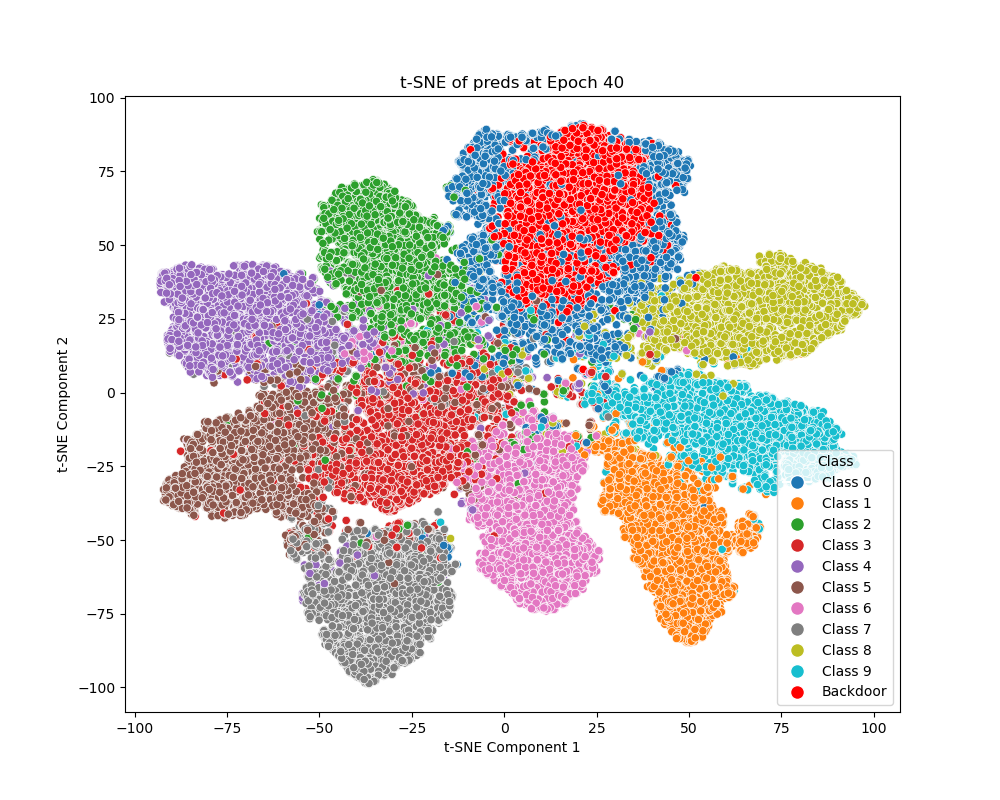 t-SNE of preds at Epoch 40
t-SNE Component 2
100
75
50
25
0
−25
−50
−75
−100
−100
−75
−50
−25
0
25
50
75
100
t-SNE Component 1
Class
Class 0
Class 1
Class 2
Class 3
Class 4
Class 5
Class 6
Class 7
Class 8
Class 9
Backdoor